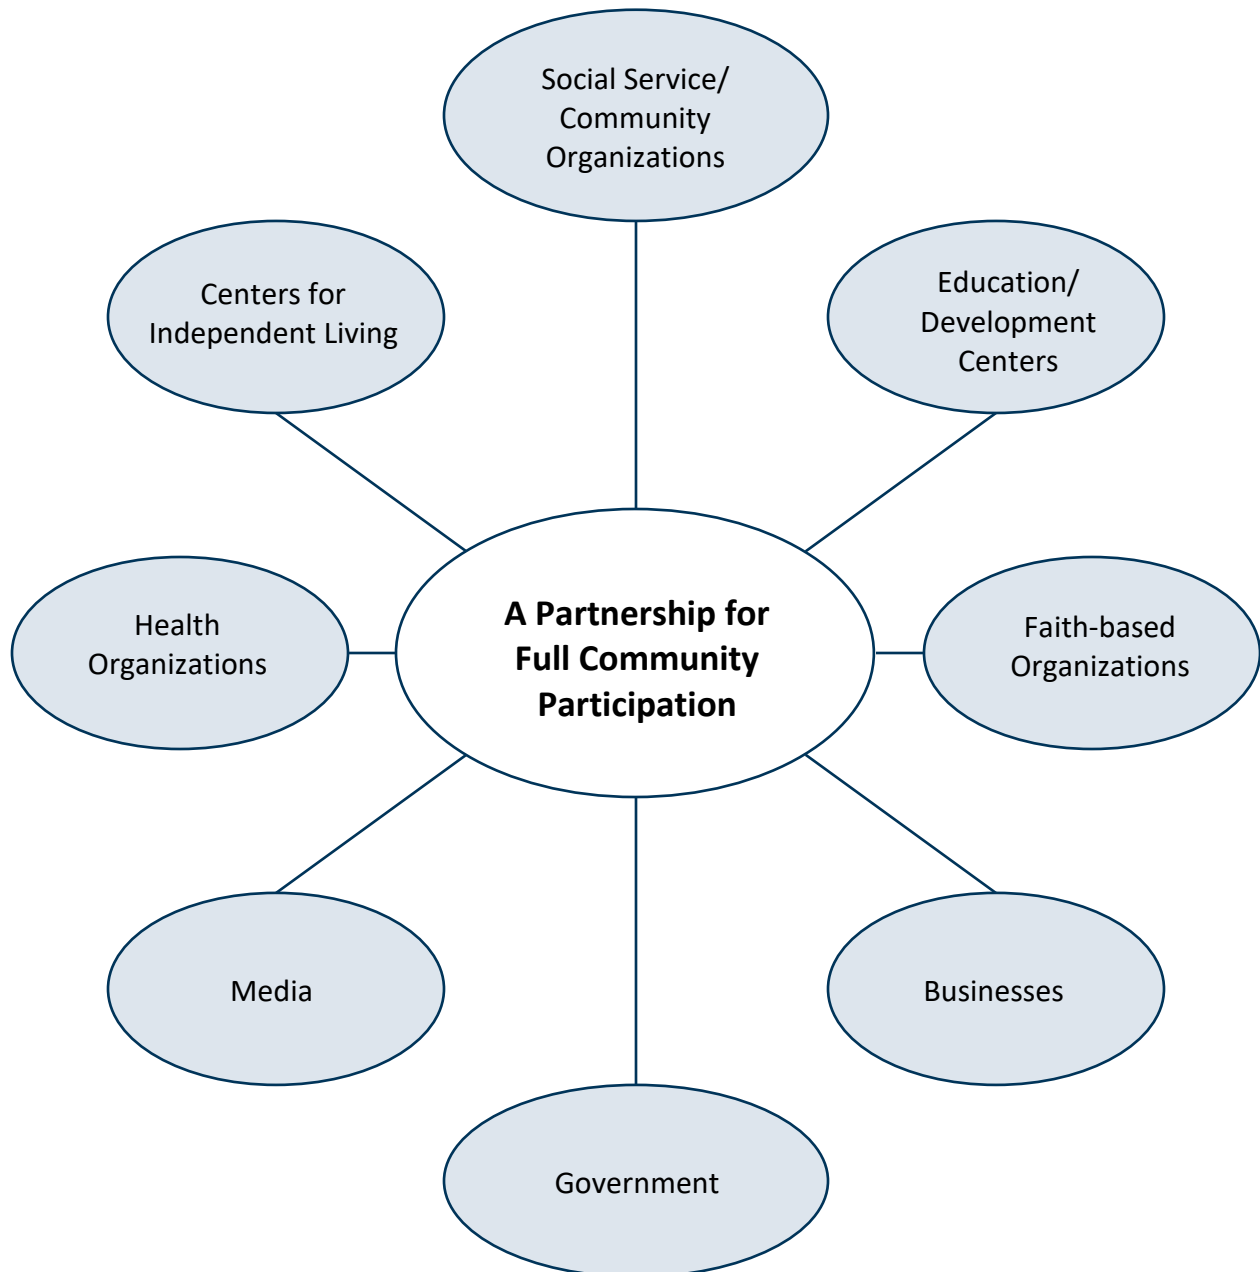 Social Service/
Community
Organizations
Centers for
Independent Living
Education/
Development
Centers
Health
Organizations
A Partnership for
Full Community
Participation
Faith-based
Organizations
Media
Businesses
Government